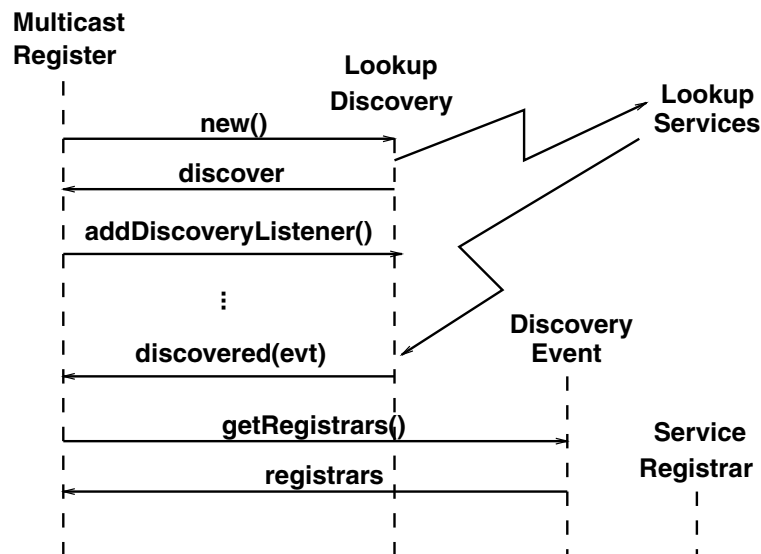 Multicast
Register
Lookup
Discovery
Lookup
Services
new()
discover
addDiscoveryListener()
...
discovered(evt)
Discovery
Event
getRegistrars()
Service
Registrar
registrars